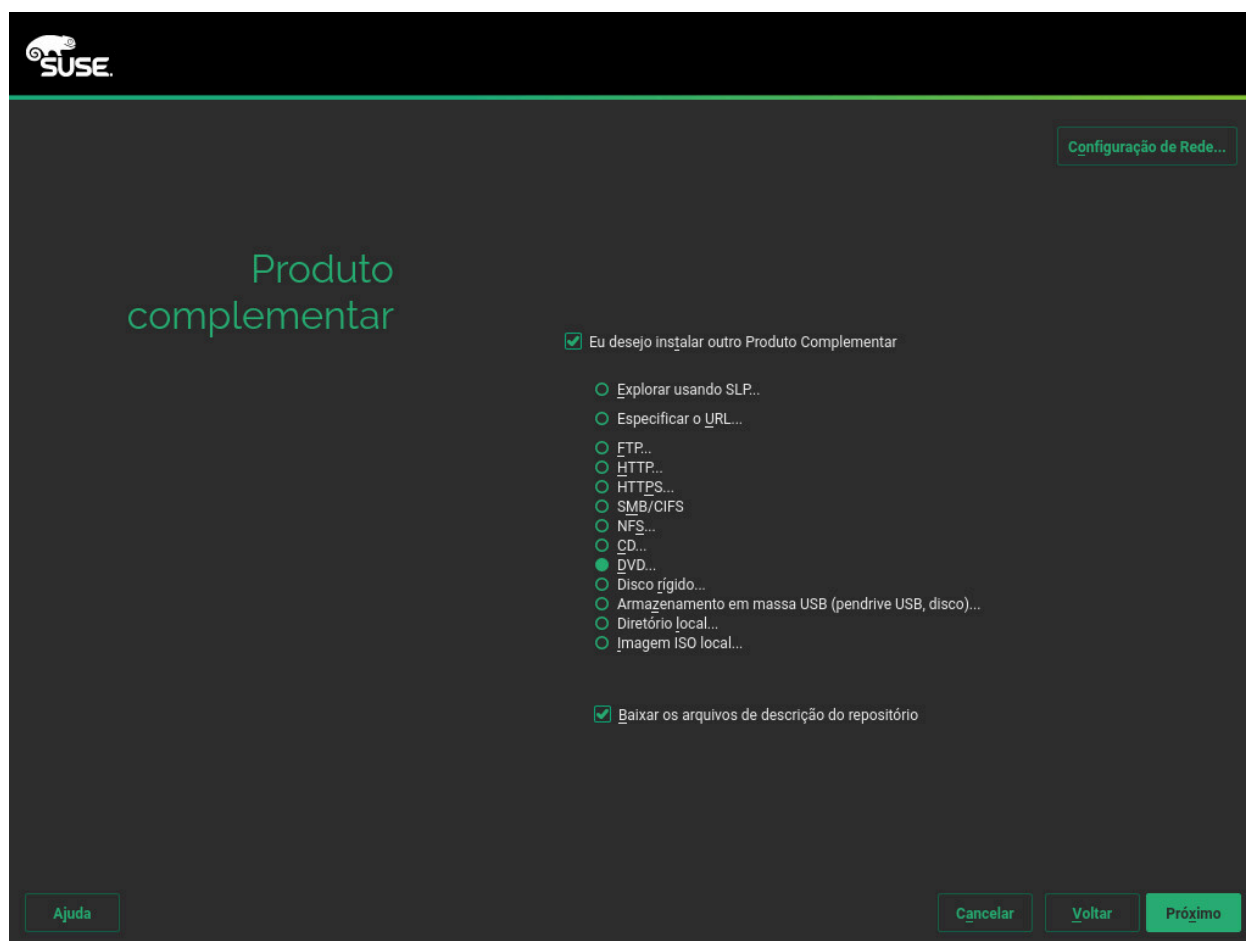 SUSE.
Configuração de Rede...
Produto
complementar
Eu desejo instalar outro Produto Complementar
Explorar usando SLP...
Especificar o URL...
FTP...
HTTP...
HTTPS...
SMB/CIFS
NFS...
CD...
DVD...
Disco rígido...
Armazenamento em massa USB (pendrive USB, disco)...
Diretório local...
Imagem ISO local...
Baixar os arquivos de descrição do repositório
Ajuda
Cancelar
Voltar
Próximo